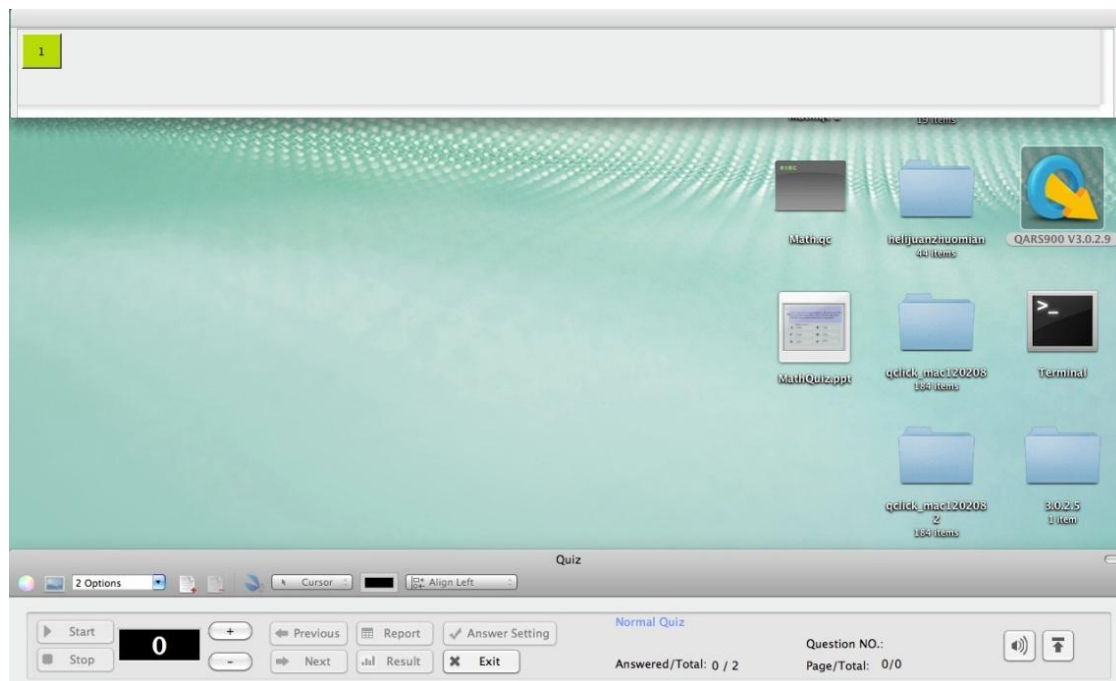 1
19 items
Math.qc
helijuanzhuomian
44 items
QARS900 V3.0.2.9
MathQuiz.ppt
qclick_mac120208
184 items
Terminal
qclick_mac120208
2
184 items
3.0.2.5
1 item
Quiz
2 Options
Cursor
Align Left
Start
0
+
Previous
Report
Answer Setting
Normal Quiz
Question NO.:
Stop
-
Next
Result
Exit
Answered/Total: 0 / 2
Page/Total: 0/0